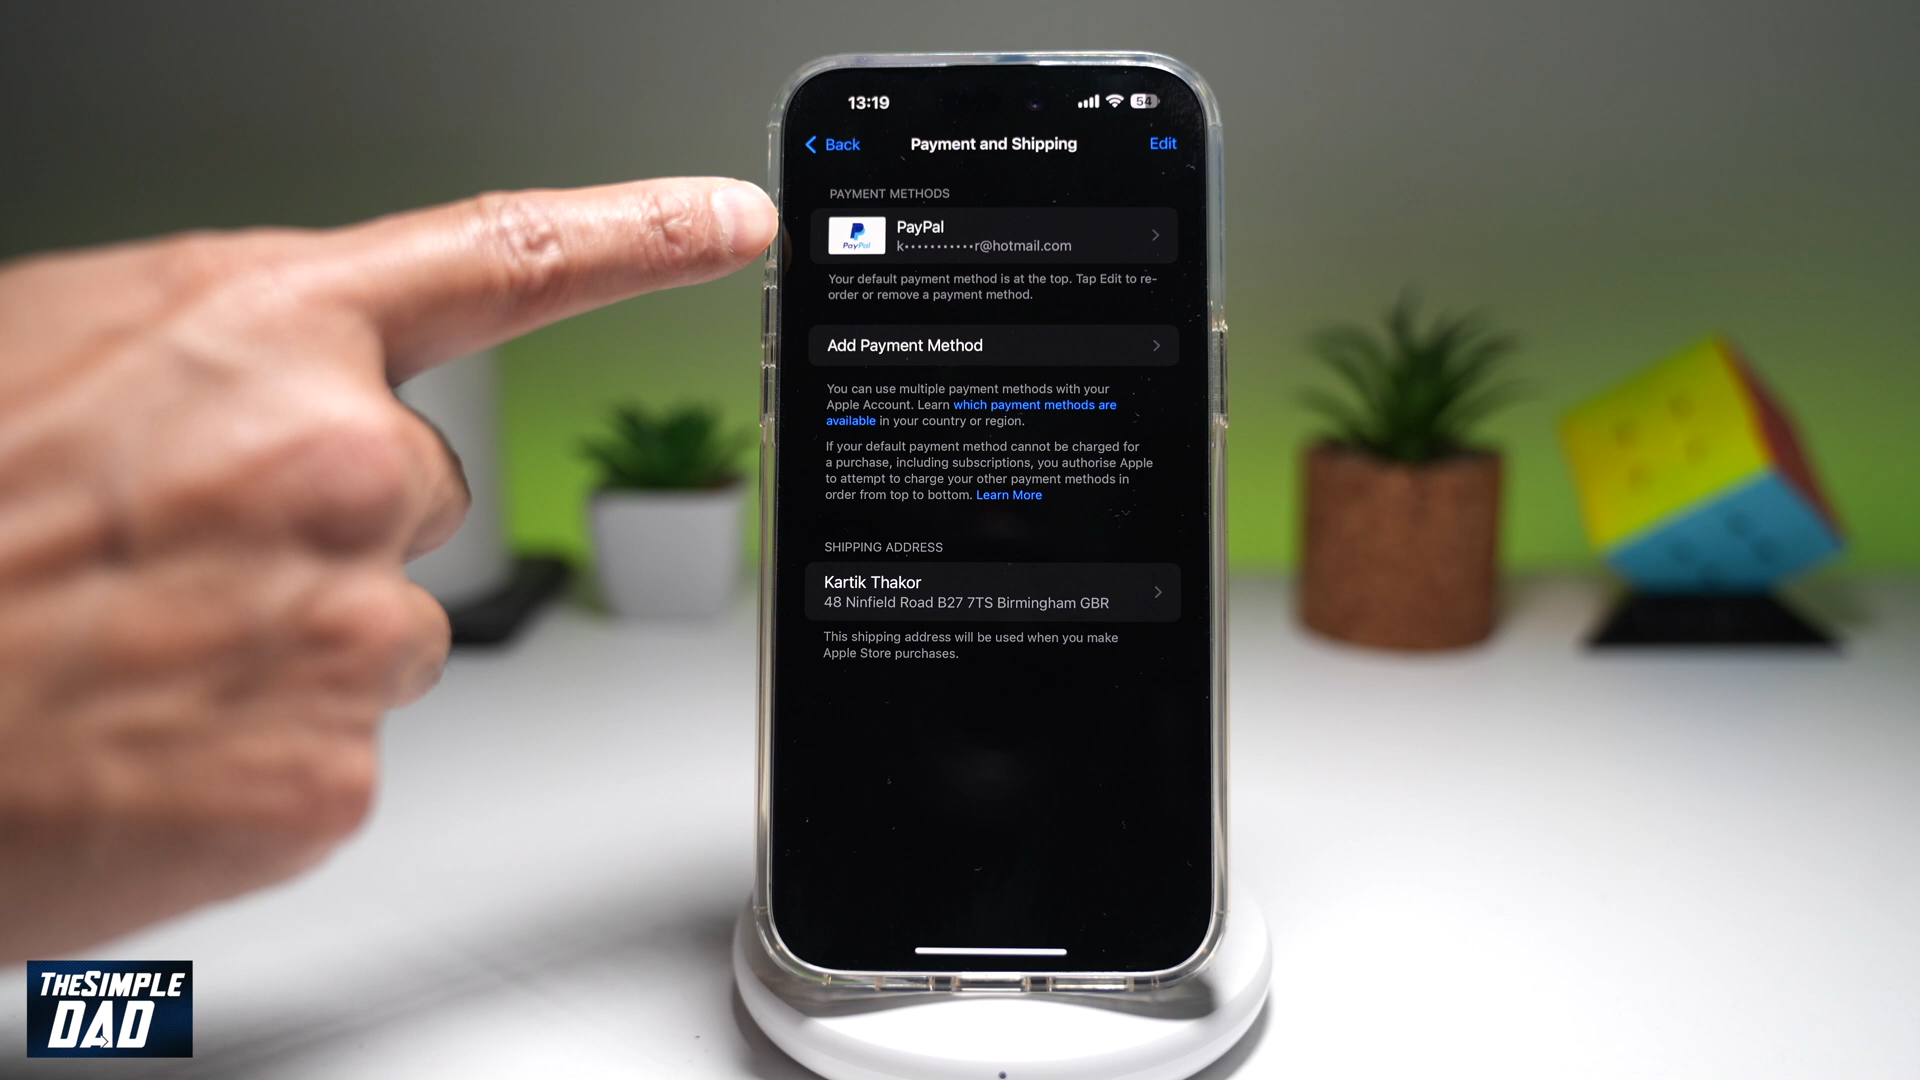 13:19
54
Back
Payment and Shipping
Edit
PAYMENT METHODS
PayPal
PayPal
k···········r@hotmail.com
Your default payment method is at the top. Tap Edit to re-
order or remove a payment method.
Add Payment Method
You can use multiple payment methods with your
Apple Account. Learn which payment methods are
available in your country or region.
If your default payment method cannot be charged for
a purchase, including subscriptions, you authorise Apple
to attempt to charge your other payment methods in
order from top to bottom. Learn More
SHIPPING ADDRESS
Kartik Thakor
48 Ninfield Road B27 7TS Birmingham GBR
This shipping address will be used when you make
Apple Store purchases.
THESIMPLE
DAD